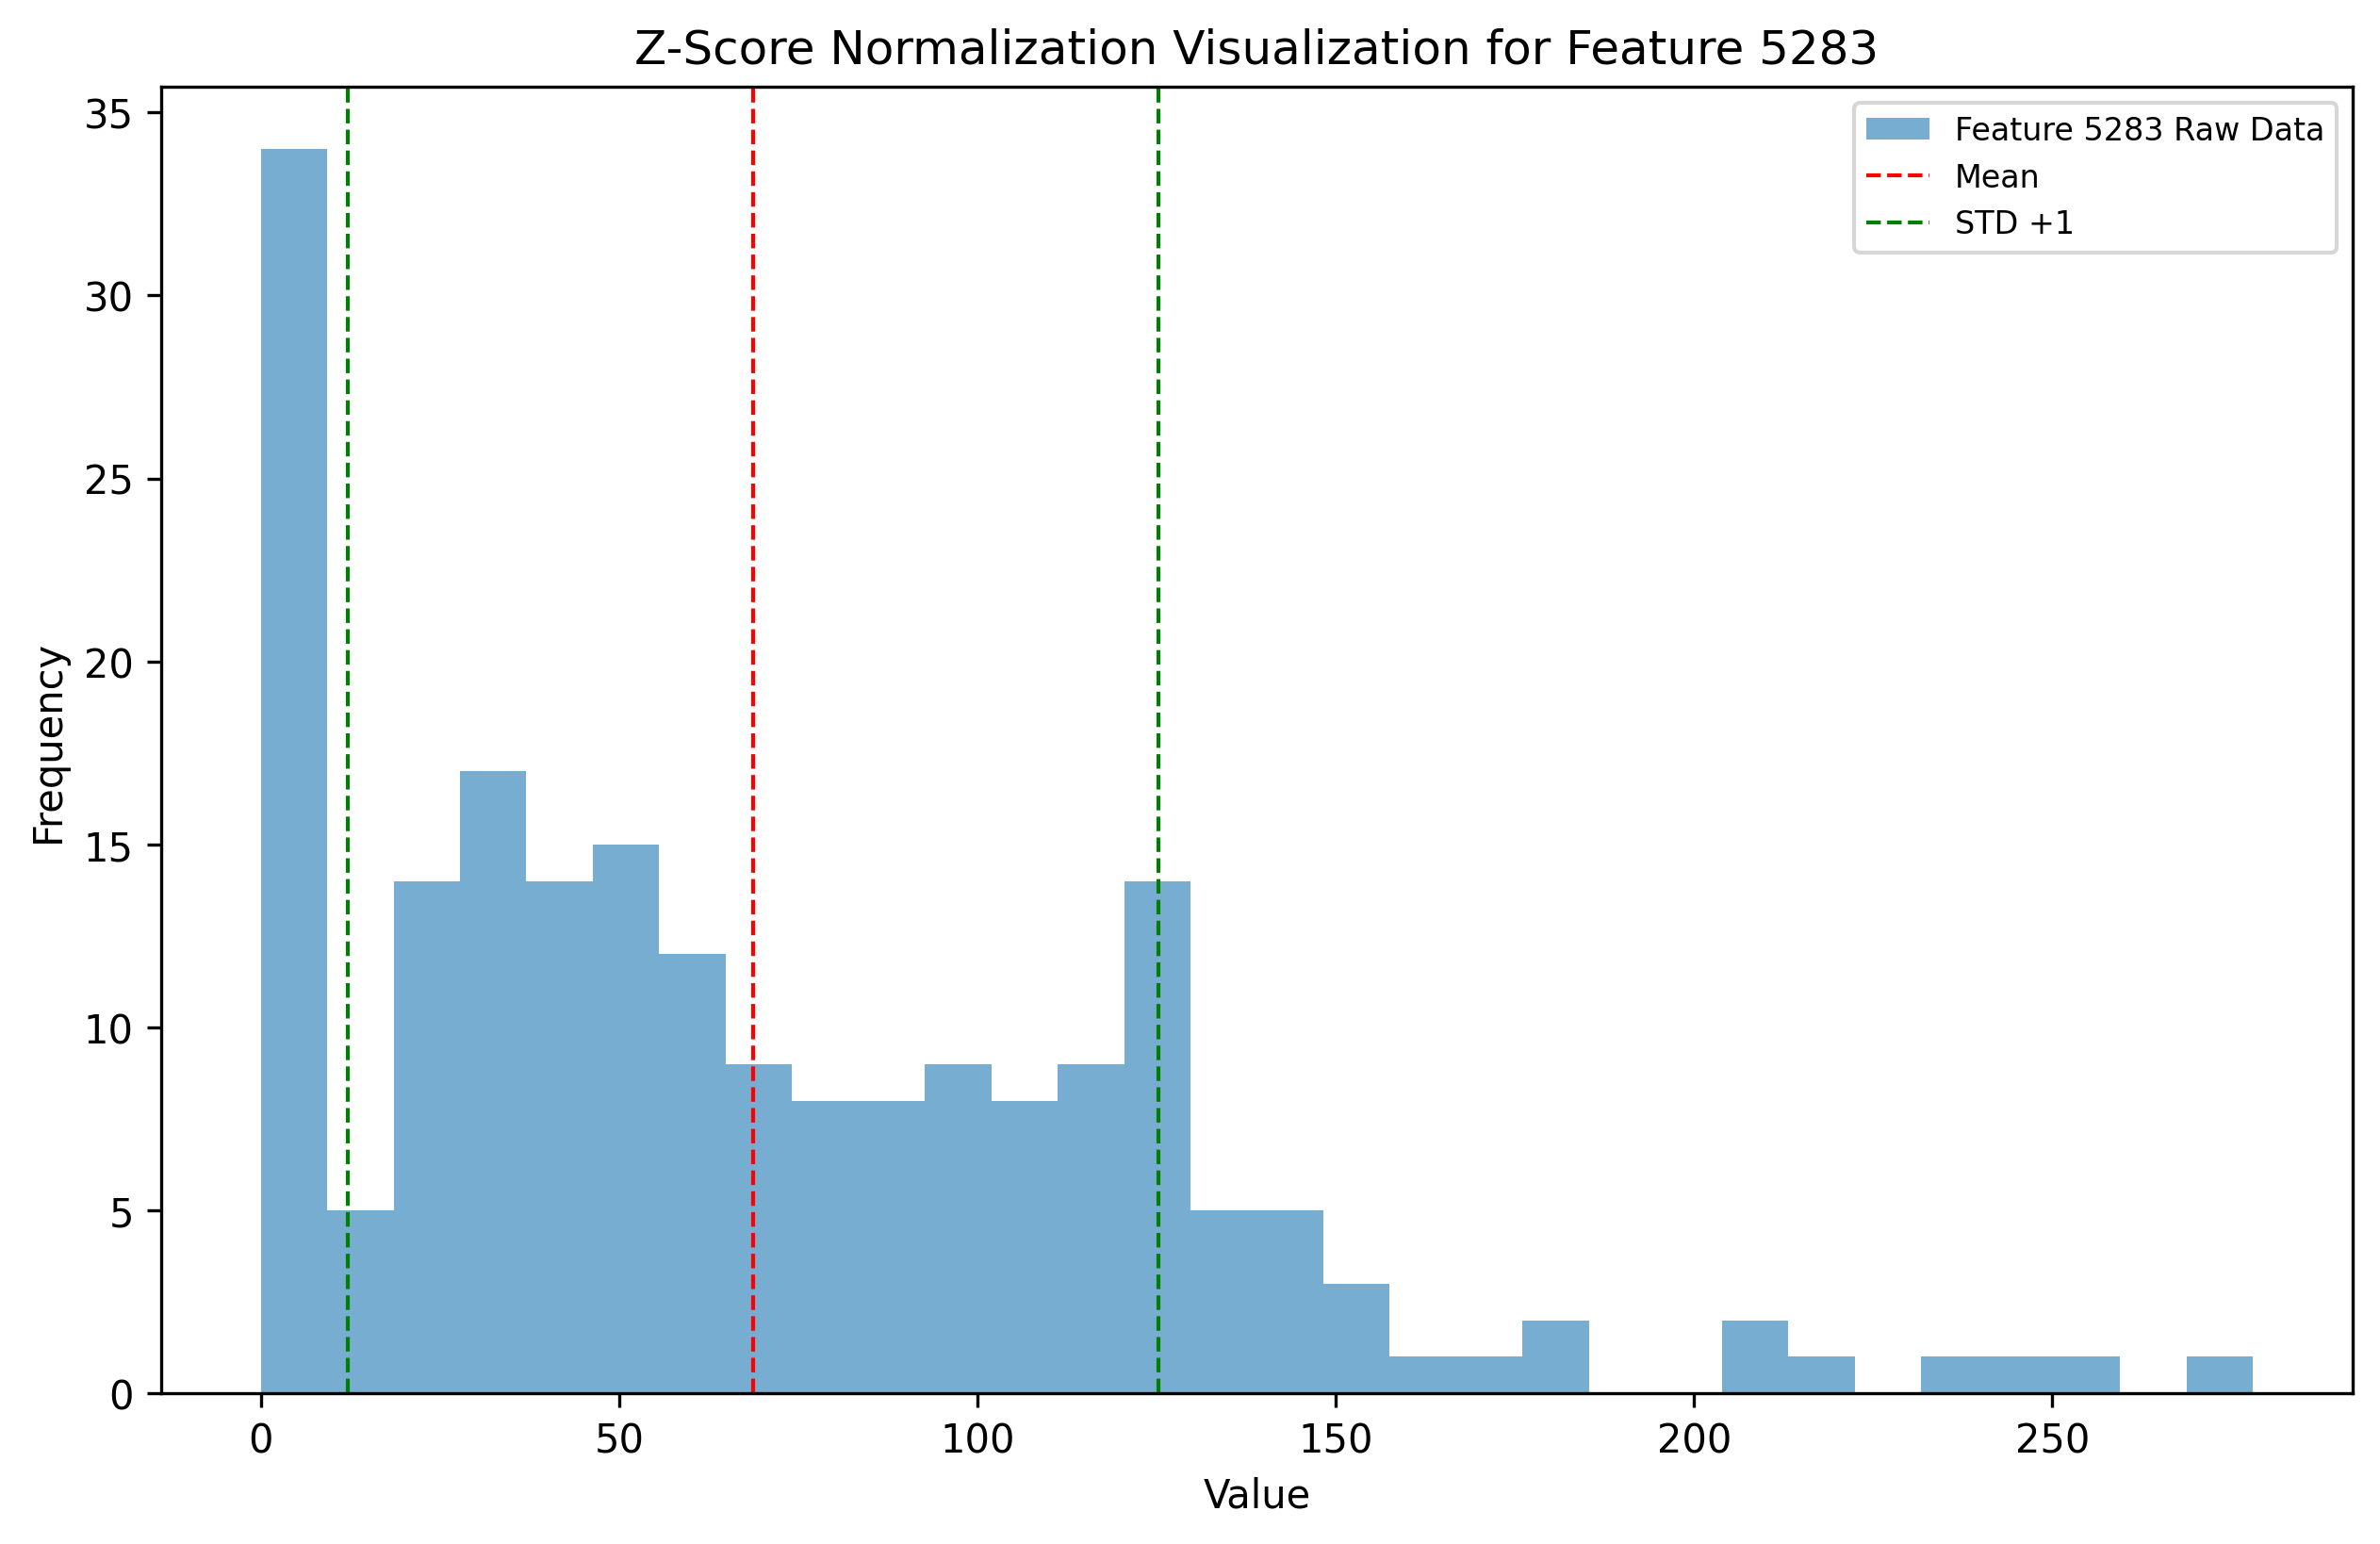 Z-Score Normalization Visualization for Feature 5283
Feature 5283 Raw Data
Mean
STD +1
Frequency
35
30
25
20
15
10
5
0
0 50 100 150 200 250
Value